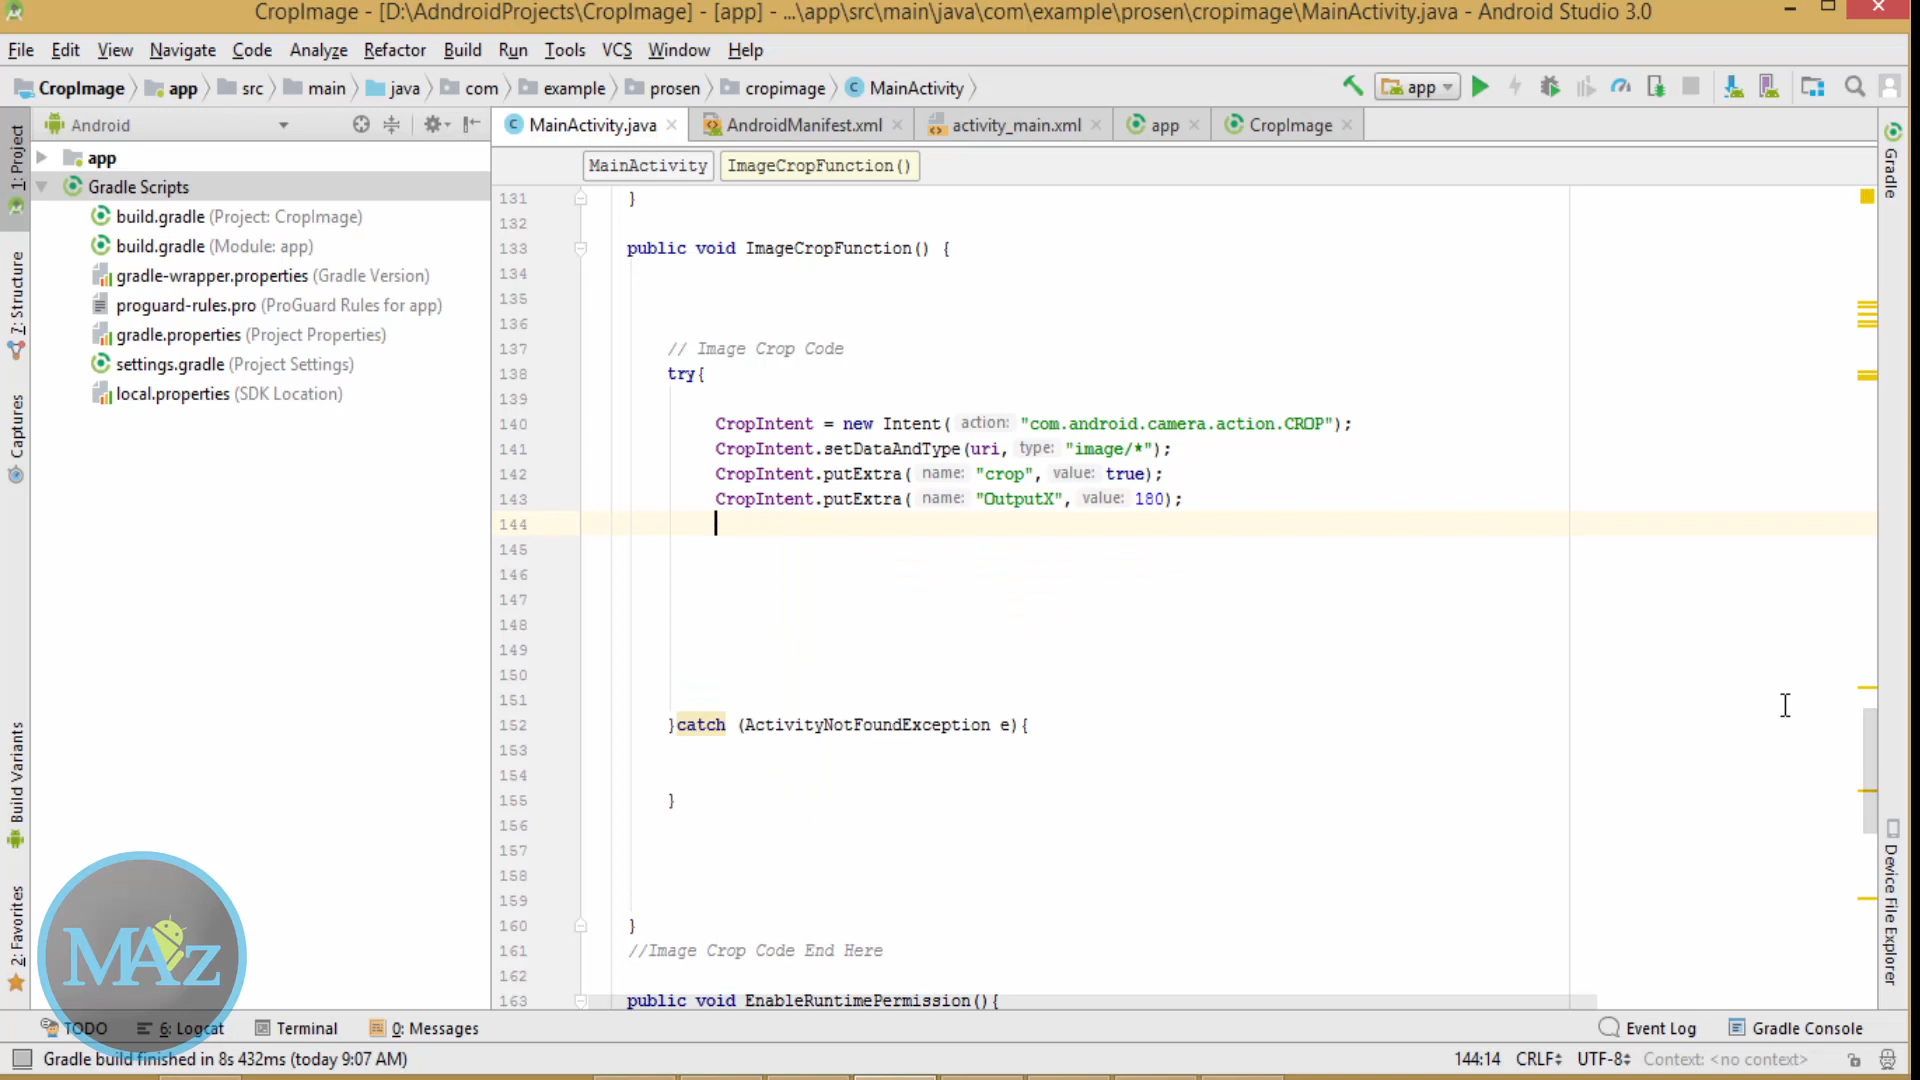 CropImage - [D:\AdndroidProjects\CropImage] - [app] - ...\app\src\main\java\com\example\prosen\cropimage\MainActivity.java - Android Studio 3.0
File Edit View Navigate Code Analyze Refactor Build Run Tools VCS Window Help
CropImage app src main java com example prosen cropimage MainActivity app
Android
MainActivity.java AndroidManifest.xml activity_main.xml app CropImage
MainActivity ImageCropFunction()
app
Gradle Scripts
build.gradle (Project: CropImage)
build.gradle (Module: app)
gradle-wrapper.properties (Gradle Version)
proguard-rules.pro (ProGuard Rules for app)
gradle.properties (Project Properties)
settings.gradle (Project Settings)
local.properties (SDK Location)
1: Project
7: Structure
Captures
Build Variants
2: Favorites
131 }
132
133 public void ImageCropFunction() {
134
135
136
137 // Image Crop Code
138 try{
139
140 CropIntent = new Intent( action: "com.android.camera.action.CROP");
141 CropIntent.setDataAndType(uri, type: "image/*");
142 CropIntent.putExtra( name: "crop", value: true);
143 CropIntent.putExtra( name: "OutputX", value: 180);
144
145
146
147
148
149
150
151
152 }catch (ActivityNotFoundException e){
153
154
155 }
156
157
158
159
160 }
161 //Image Crop Code End Here
162
163 public void EnableRuntimePermission(){
Gradle
Device File Explorer
MAz
TODO 6: Logcat Terminal 0: Messages Event Log Gradle Console
Gradle build finished in 8s 432ms (today 9:07 AM) 144:14 CRLF UTF-8 Context: <no context>